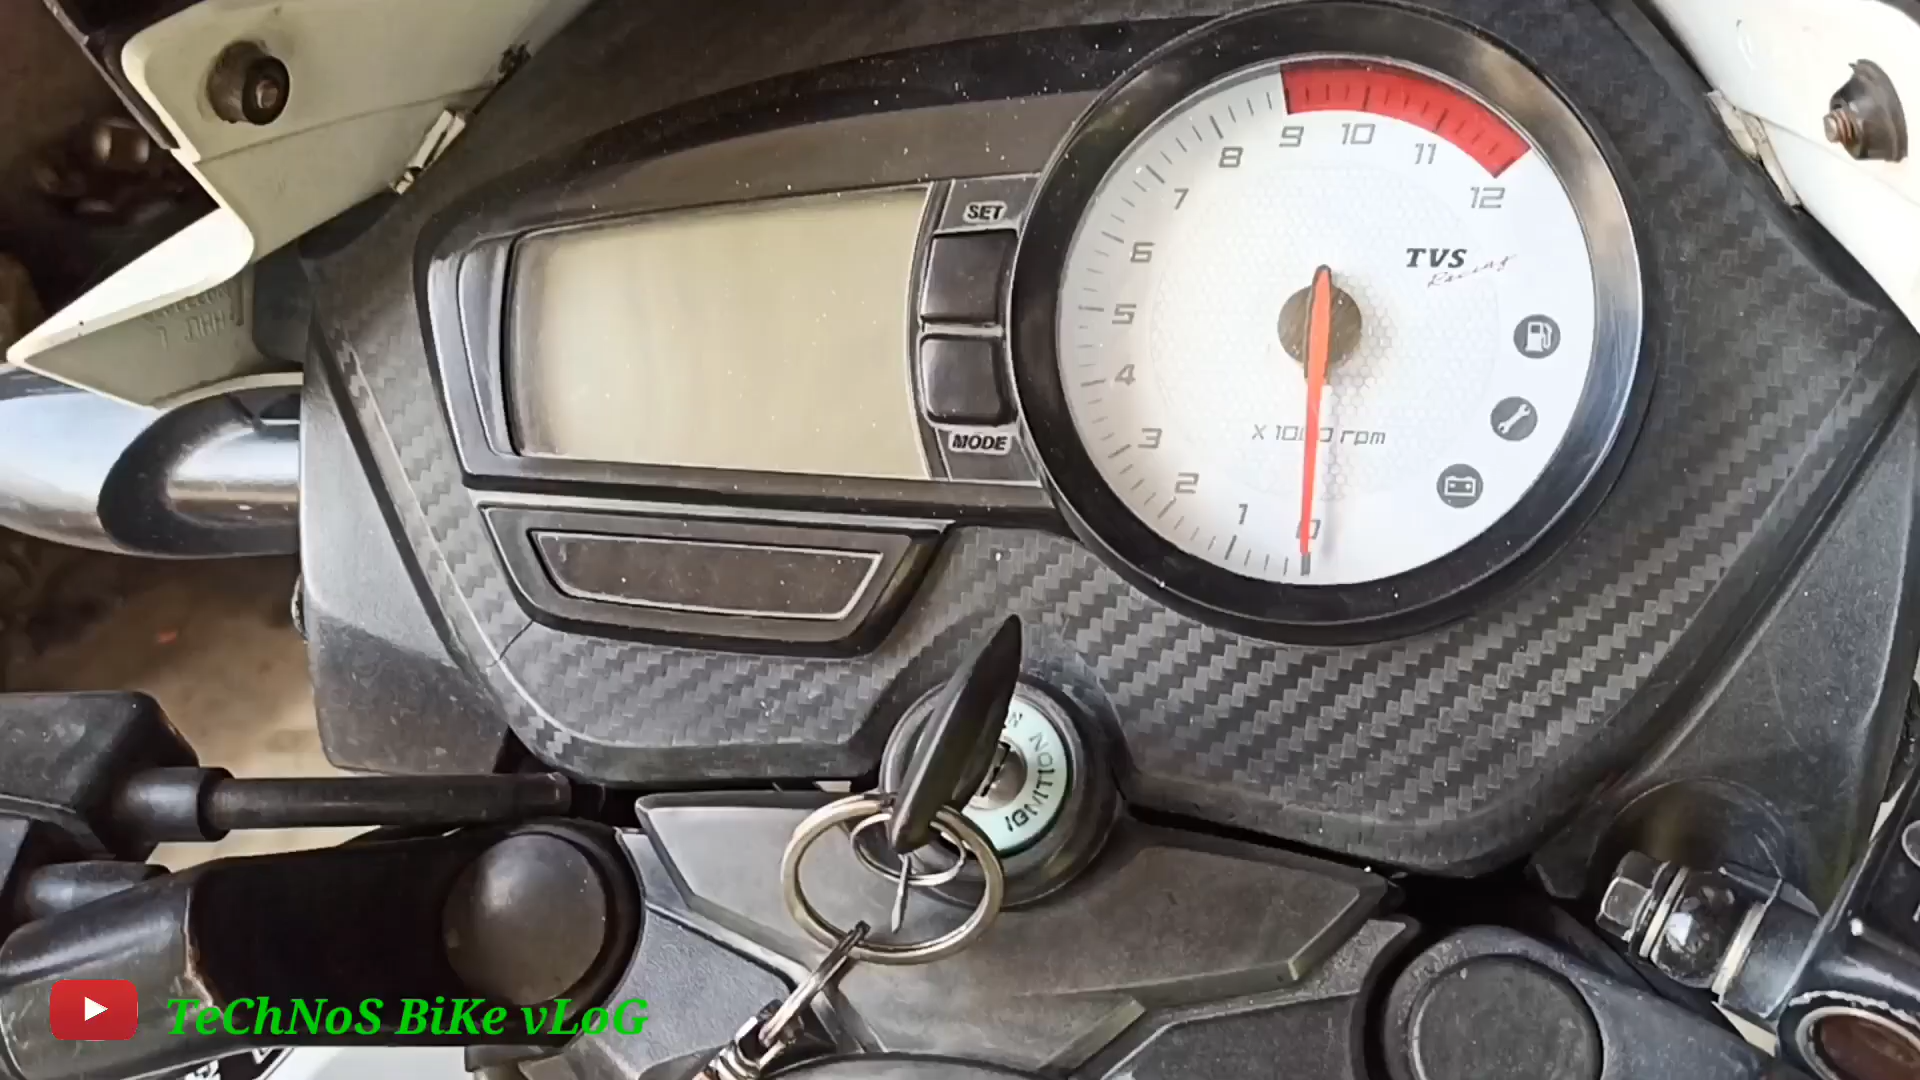 SET
MODE
9
10
8
11
7
12
6
TVS
Racing
5
4
X 1000 rpm
3
2
1
0
IGNITION
TeChNoS BiKe vLoG